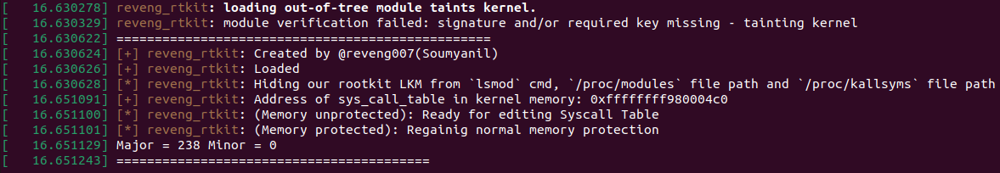 [   16.630278] reveng_rtkit: loading out-of-tree module taints kernel.
[   16.630329] reveng_rtkit: module verification failed: signature and/or required key missing - tainting kernel
[   16.630622] =================================================
[   16.630624] [+] reveng_rtkit: Created by @reveng007(Soumyanil)
[   16.630626] [+] reveng_rtkit: Loaded
[   16.630628] [*] reveng_rtkit: Hiding our rootkit LKM from `lsmod` cmd, `/proc/modules` file path and `/proc/kallsyms` file path
[   16.651091] [+] reveng_rtkit: Address of sys_call_table in kernel memory: 0xffffffff980004c0
[   16.651100] [*] reveng_rtkit: (Memory unprotected): Ready for editing Syscall Table
[   16.651101] [*] reveng_rtkit: (Memory protected): Regainig normal memory protection
[   16.651129] Major = 238 Minor = 0
[   16.651243] =========================================